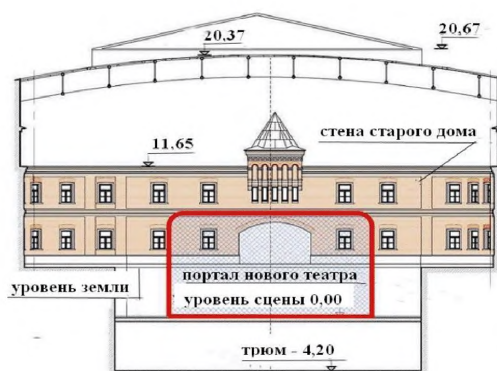 20,37
20,67
стена старого дома
11,65
портал нового театра
уровень земли
уровень сцены 0,00
трюм - 4,20